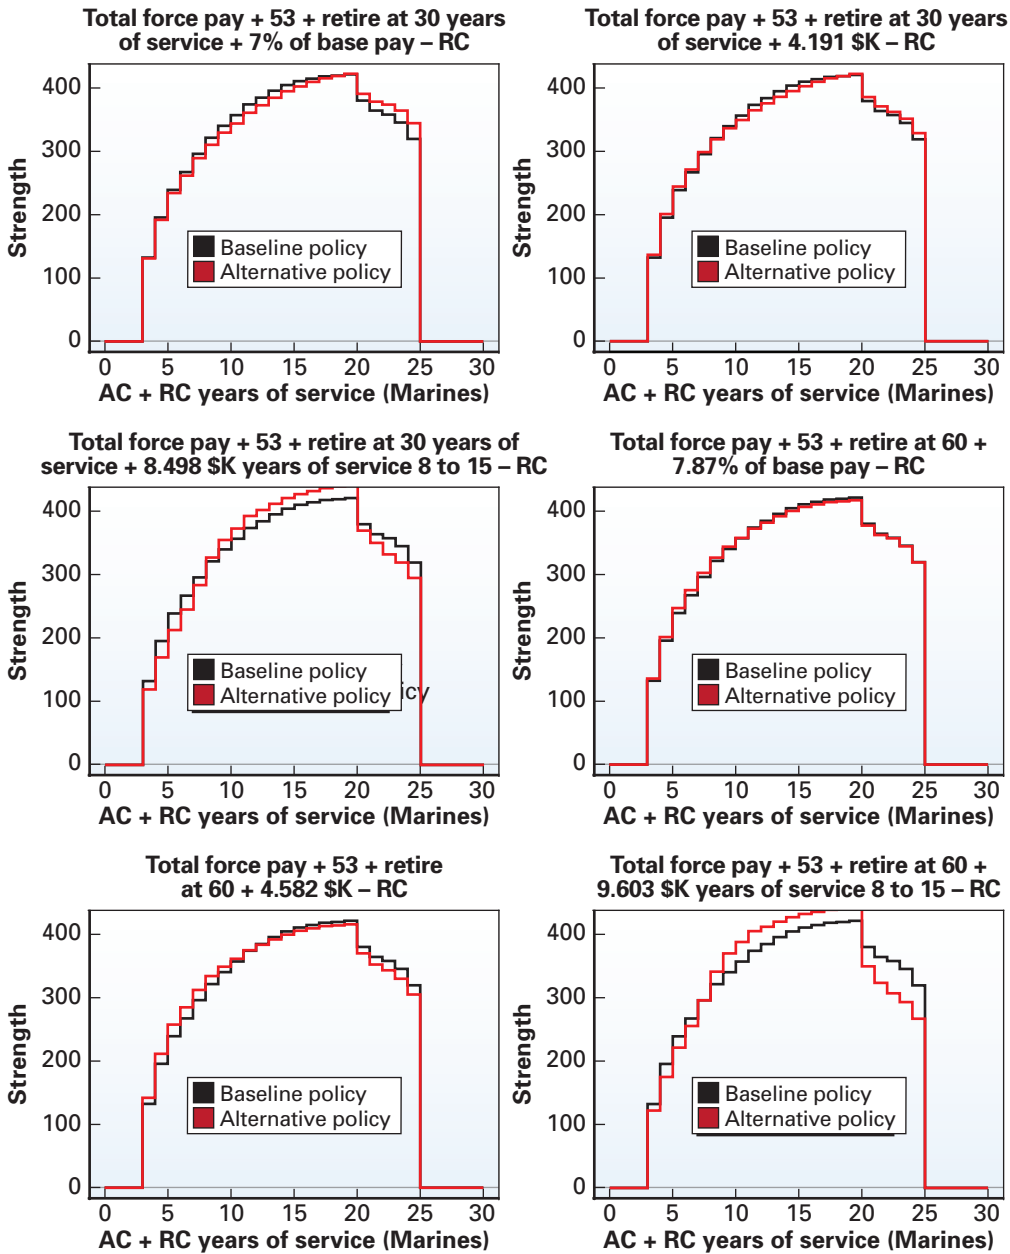 Total force pay + 53 + retire at 30 years
of service + 7% of base pay – RC
Strength
400
300
200
100
0
Baseline policy
Alternative policy
0 5 10 15 20 25 30
AC + RC years of service (Marines)
Total force pay + 53 + retire at 30 years
of service + 4.191 $K – RC
Strength
400
300
200
100
0
Baseline policy
Alternative policy
0 5 10 15 20 25 30
AC + RC years of service (Marines)
Total force pay + 53 + retire at 30 years of
service + 8.498 $K years of service 8 to 15 – RC
Strength
400
300
200
100
0
Baseline policy
Alternative policy
icy
0 5 10 15 20 25 30
AC + RC years of service (Marines)
Total force pay + 53 + retire at 60 +
7.87% of base pay – RC
Strength
400
300
200
100
0
Baseline policy
Alternative policy
0 5 10 15 20 25 30
AC + RC years of service (Marines)
Total force pay + 53 + retire
at 60 + 4.582 $K – RC
Strength
400
300
200
100
0
Baseline policy
Alternative policy
0 5 10 15 20 25 30
AC + RC years of service (Marines)
Total force pay + 53 + retire at 60 +
9.603 $K years of service 8 to 15 – RC
Strength
400
300
200
100
0
Baseline policy
Alternative policy
0 5 10 15 20 25 30
AC + RC years of service (Marines)